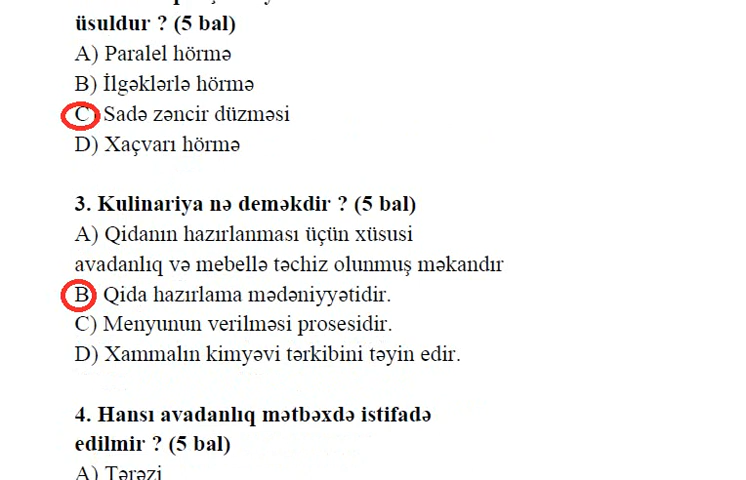 üsuldur ? (5 bal)
A) Paralel hörmə
B) İlgəklərlə hörmə
C) Sadə zəncir düzməsi
D) Xaçvarı hörmə
3. Kulinariya nə deməkdir ? (5 bal)
A) Qidanın hazırlanması üçün xüsusi
avadanlıq və mebellə təchiz olunmuş məkandır
B) Qida hazırlama mədəniyyətidir.
C) Menyunun verilməsi prosesidir.
D) Xammalın kimyəvi tərkibini təyin edir.
4. Hansı avadanlıq mətbəxdə istifadə
edilmir ? (5 bal)
A) Tərəzi